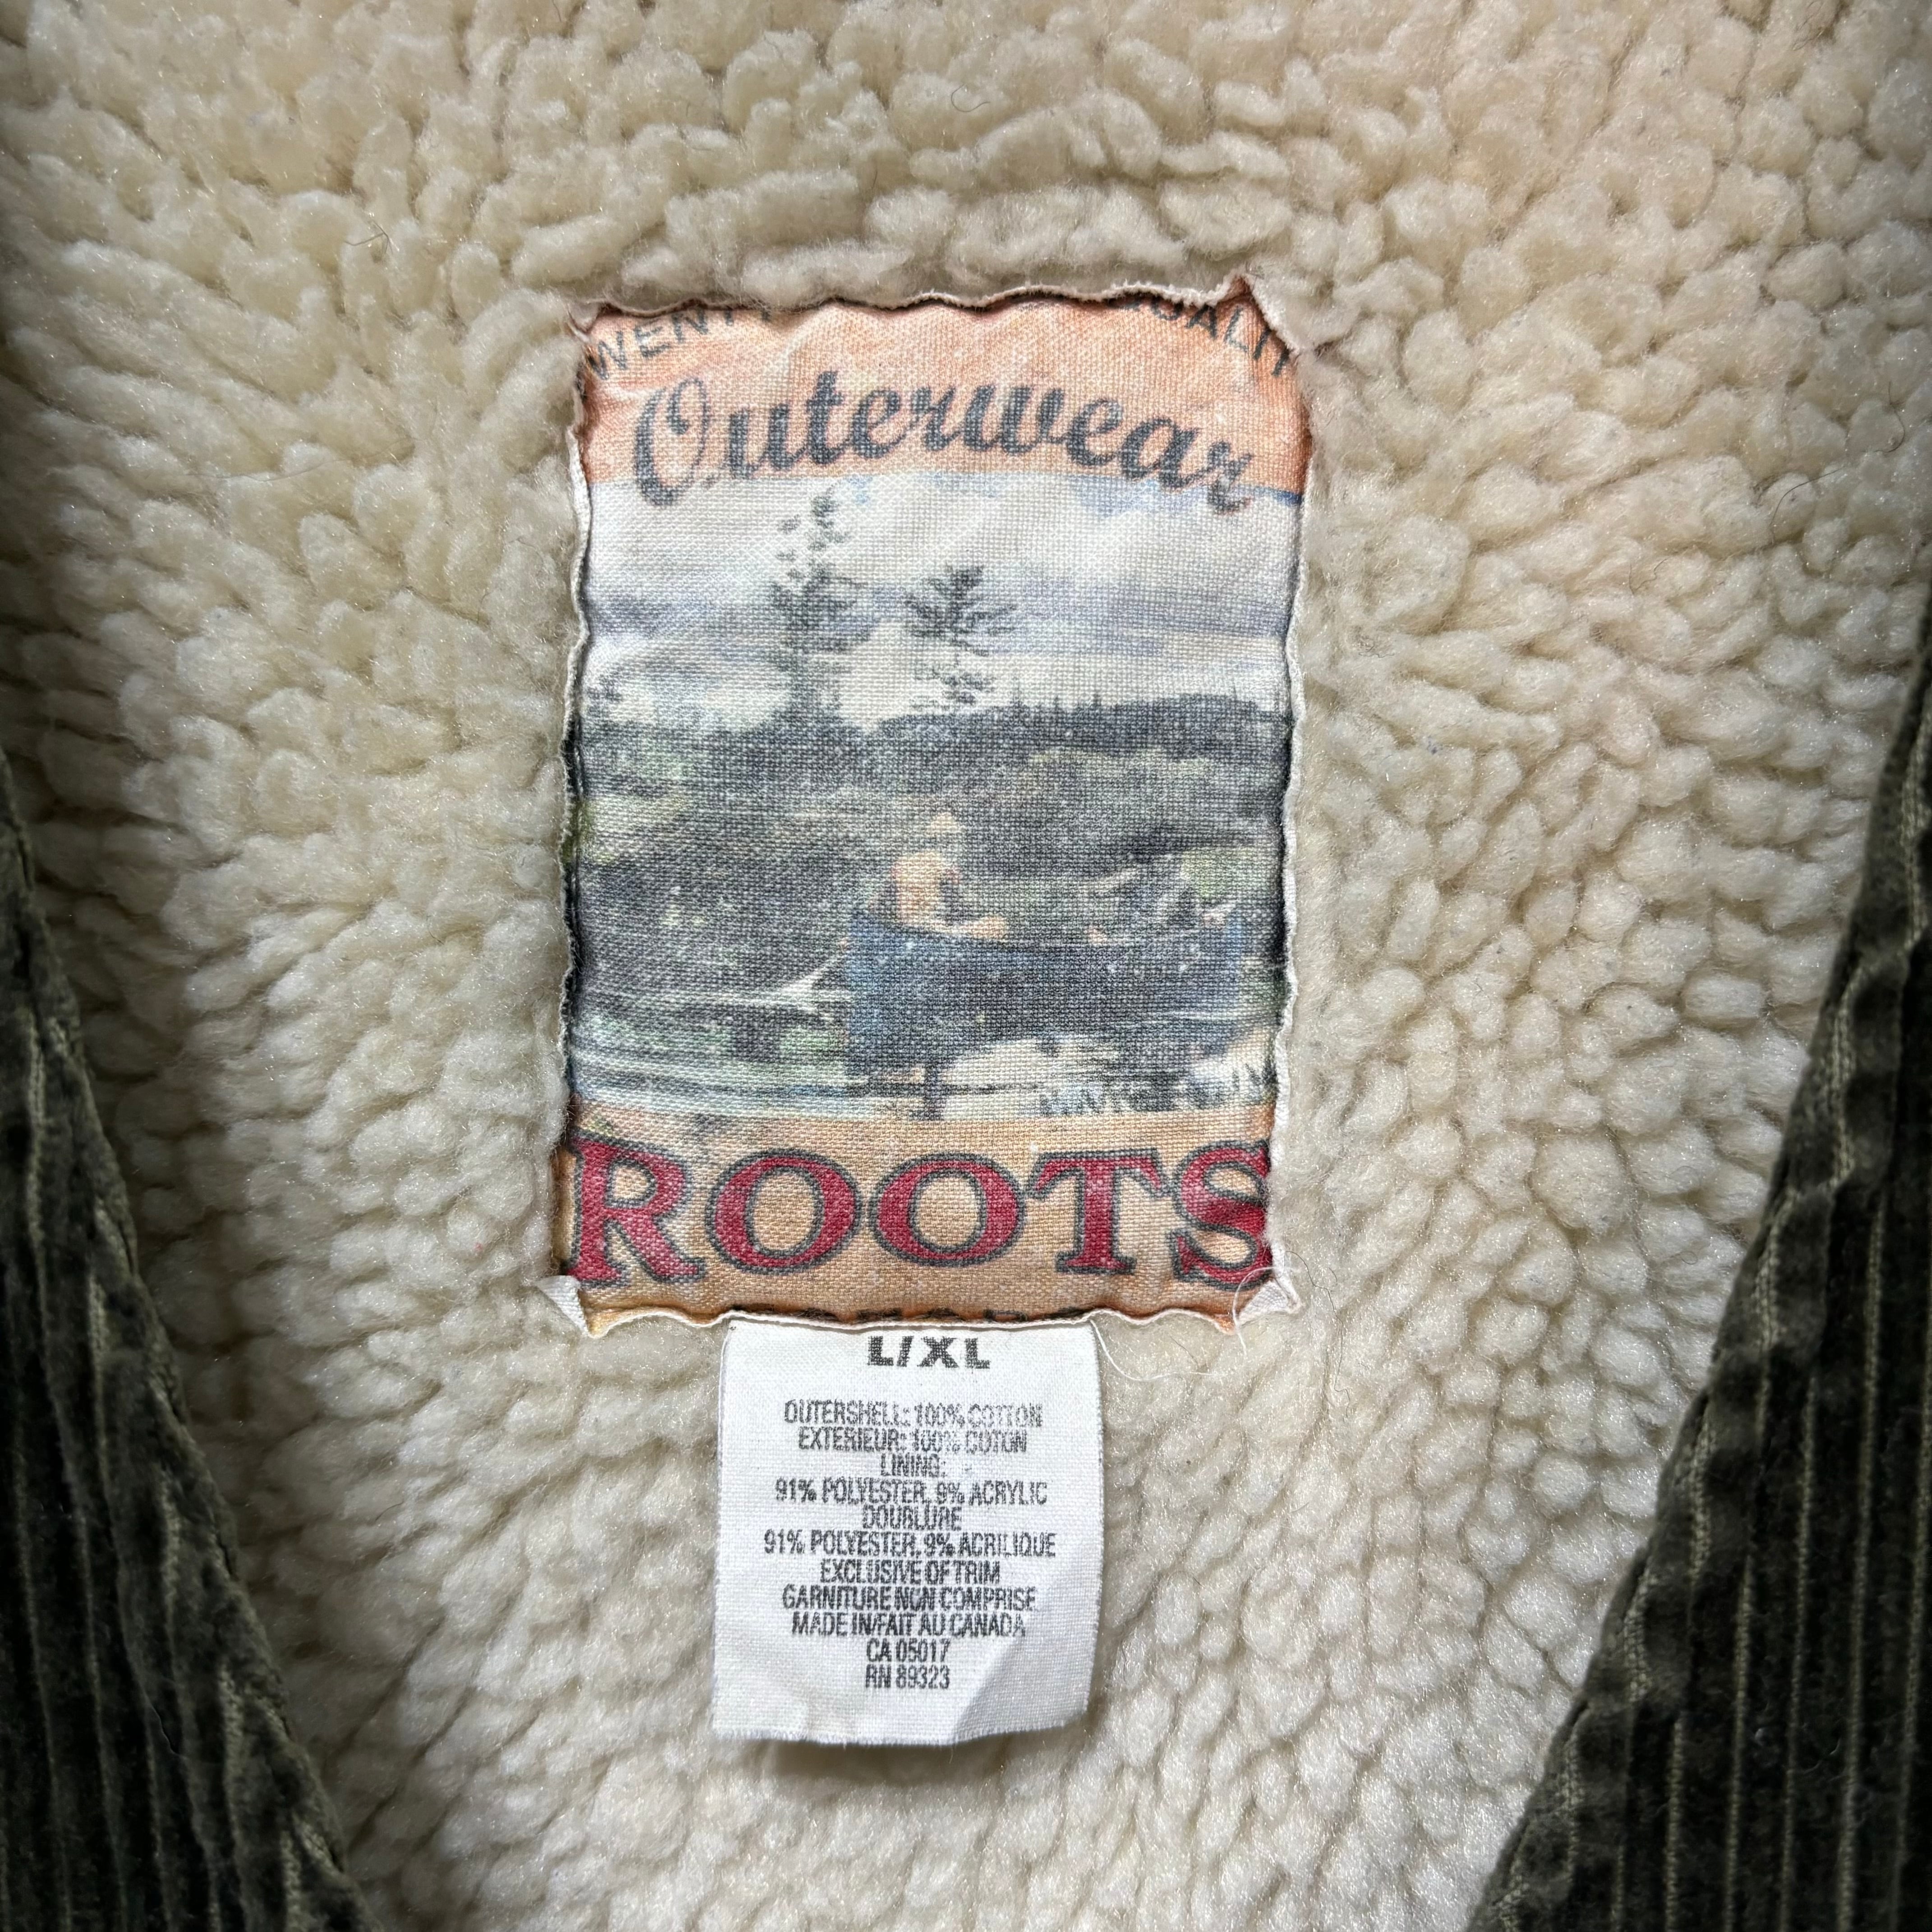 Outerwear
ROOTS
L/XL
OUTERSHELL: 100% COTTON
EXTERIEUR: 100% COTON
LINING:
91% POLYESTER, 9% ACRYLIC
DOUBLURE
91% POLYESTER, 9% ACRILIQUE
EXCLUSIVE OF TRIM
GARNITURE NON COMPRISE
MADE IN/FAIT AU CANADA
CA 05017
RN 89323